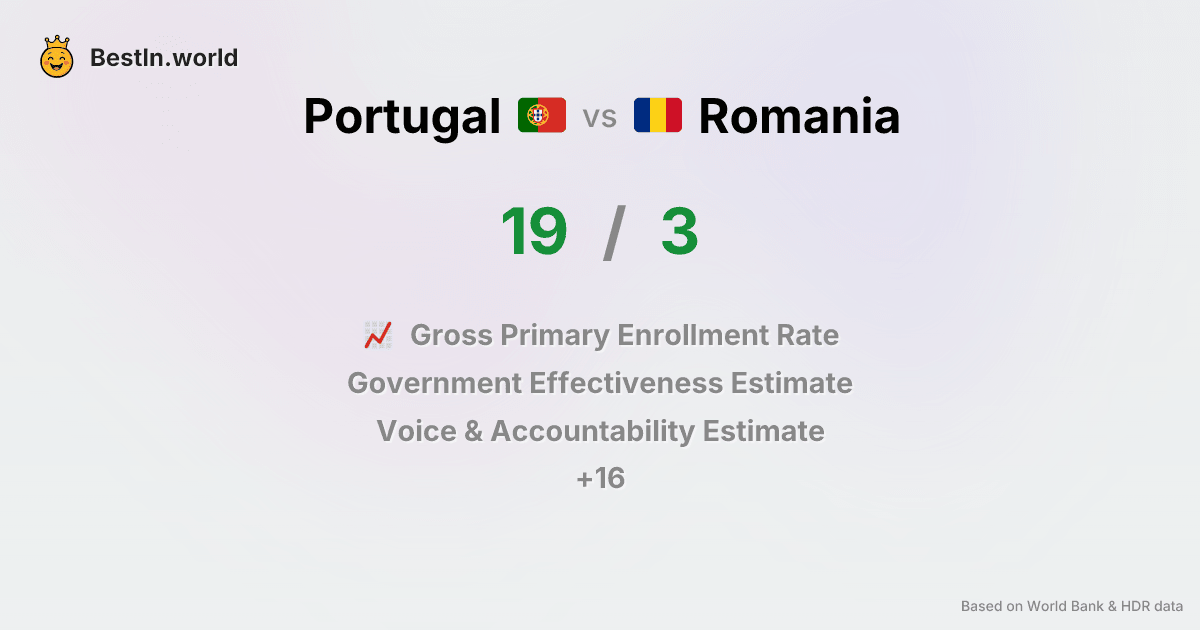 BestIn.world
Portugal vs Romania
19 / 3
Gross Primary Enrollment Rate
Government Effectiveness Estimate
Voice & Accountability Estimate
+16
Based on World Bank & HDR data